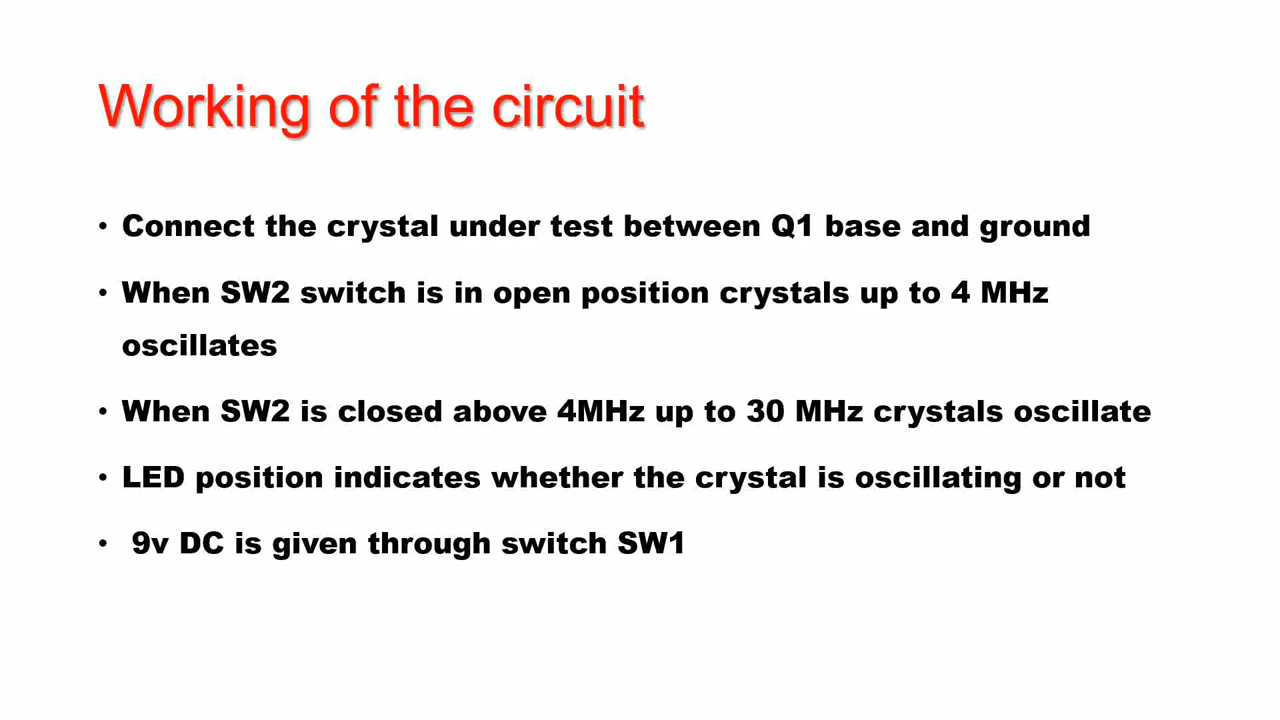 Working of the circuit
• Connect the crystal under test between Q1 base and ground
• When SW2 switch is in open position crystals up to 4 MHz
oscillates
• When SW2 is closed above 4MHz up to 30 MHz crystals oscillate
• LED position indicates whether the crystal is oscillating or not
• 9v DC is given through switch SW1